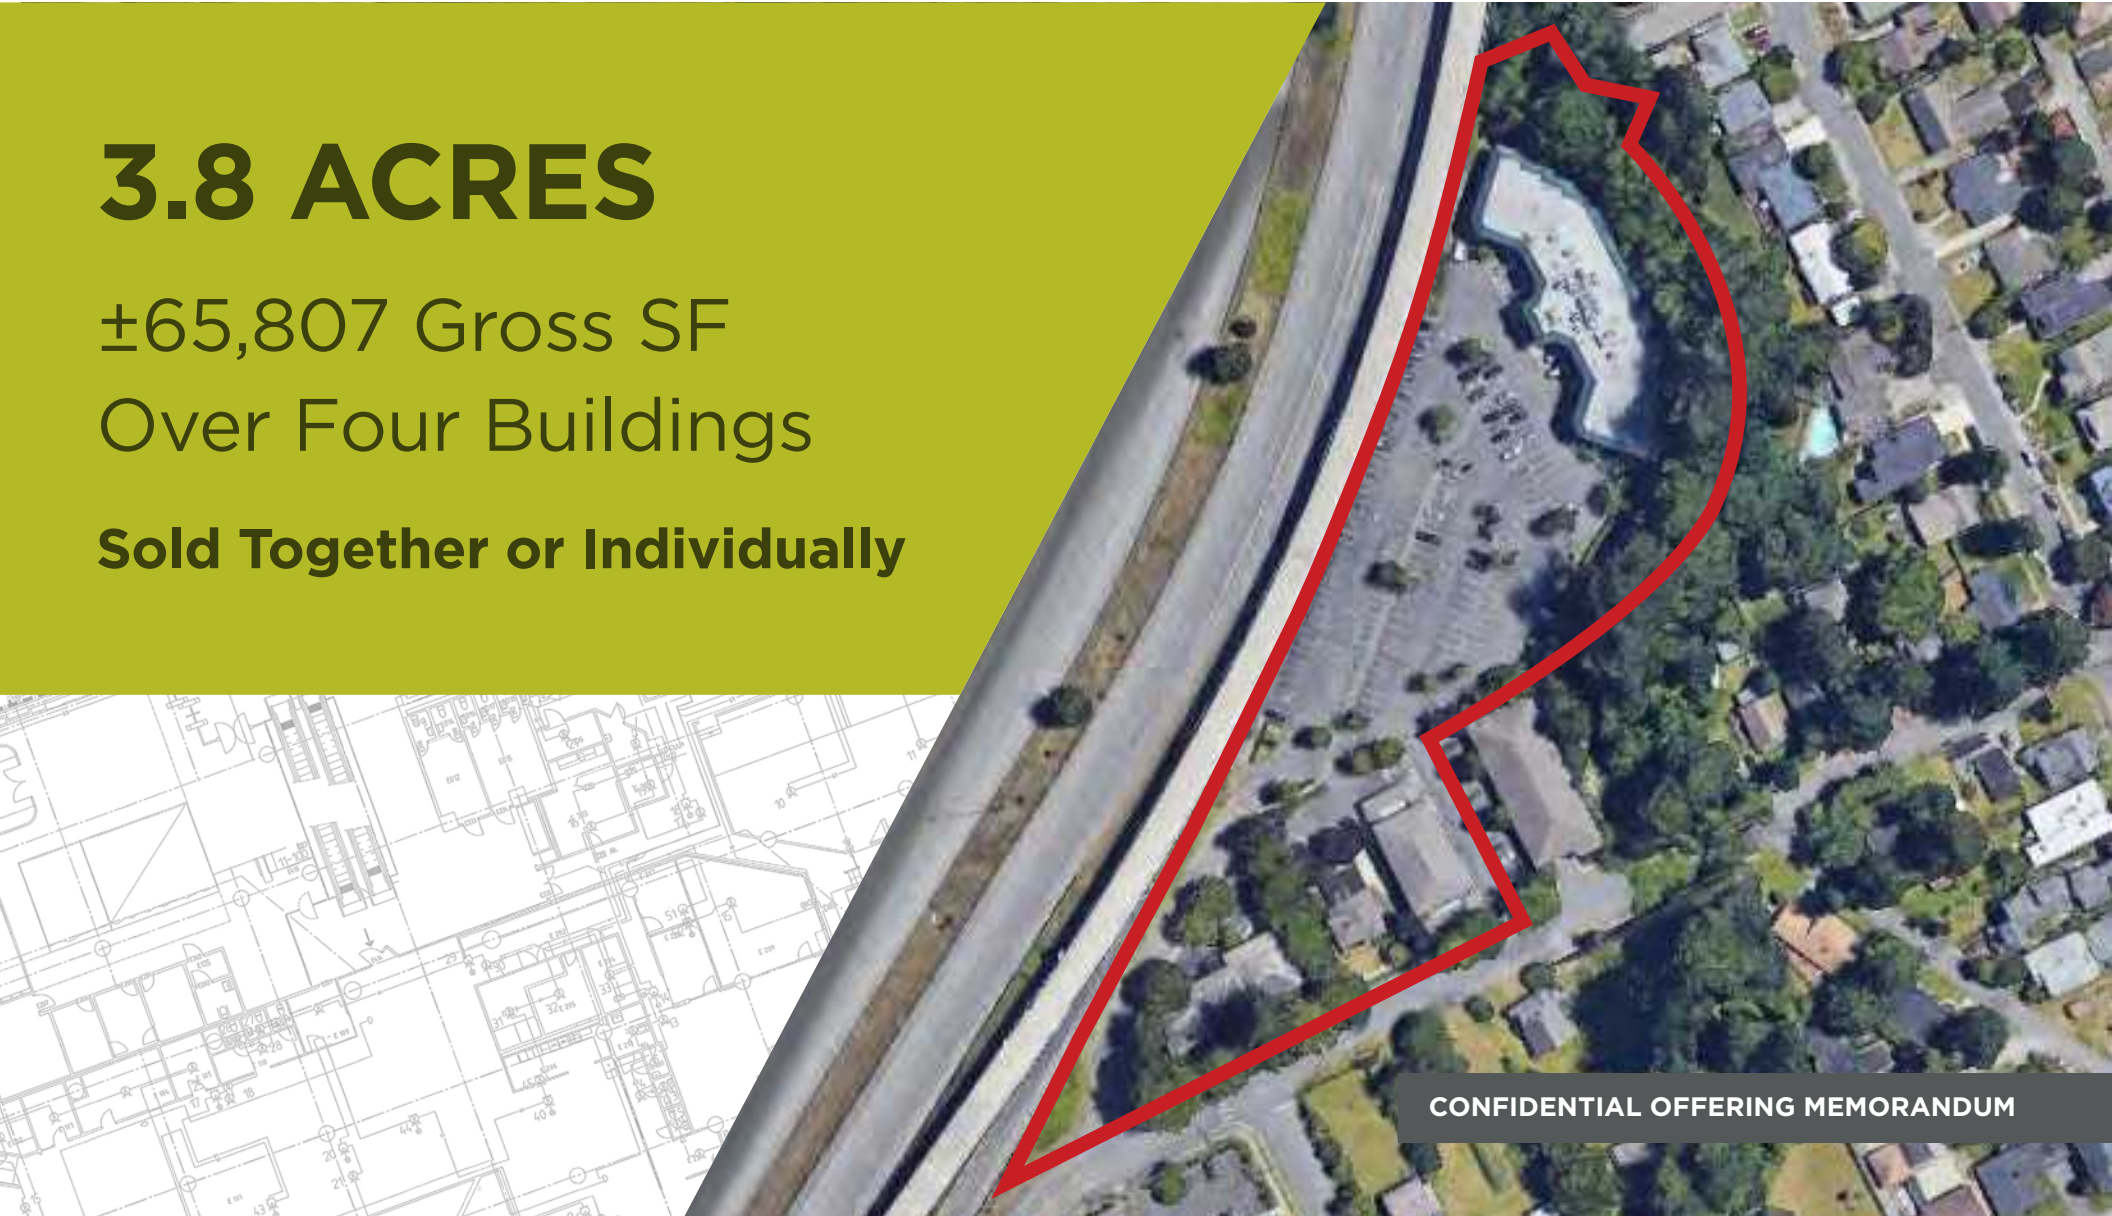 3.8 ACRES
±65,807 Gross SF
Over Four Buildings
Sold Together or Individually
CONFIDENTIAL OFFERING MEMORANDUM